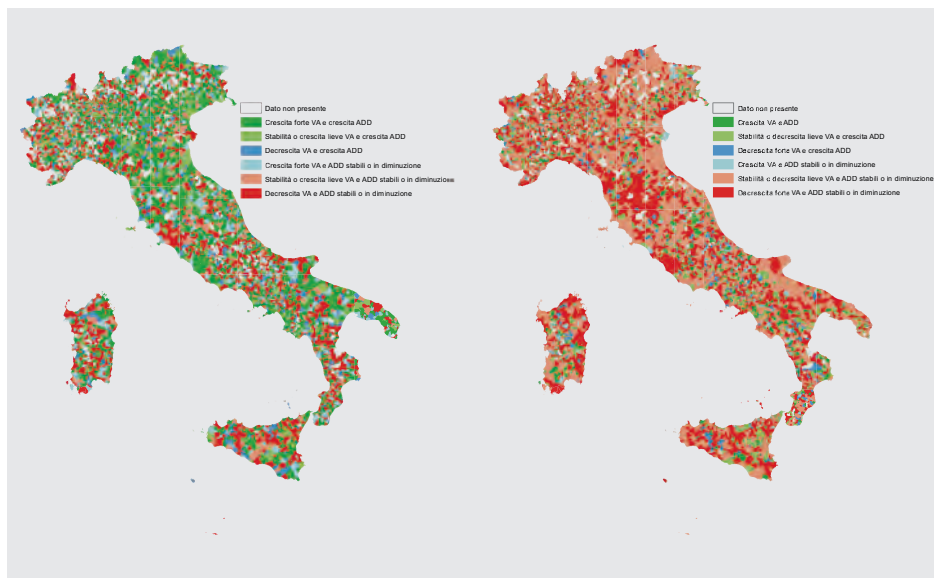 Dato non presente
Crescita forte VA e crescita ADD
Stabilità o crescita lieve VA e crescita ADD
Decrescita VA e crescita ADD
Crescita forte VA e ADD stabili o in diminuzione
Stabilità o crescita lieve VA e ADD stabili o in diminuzione
Decrescita VA e ADD stabili o in diminuzione
Dato non presente
Crescita VA e ADD
Stabilità o decrescita lieve VA e crescita ADD
Decrescita forte VA e crescita ADD
Crescita VA e ADD stabili o in diminuzione
Stabilità o decrescita lieve VA e ADD stabili o in diminuzione
Decrescita forte VA e ADD stabili o in diminuzione